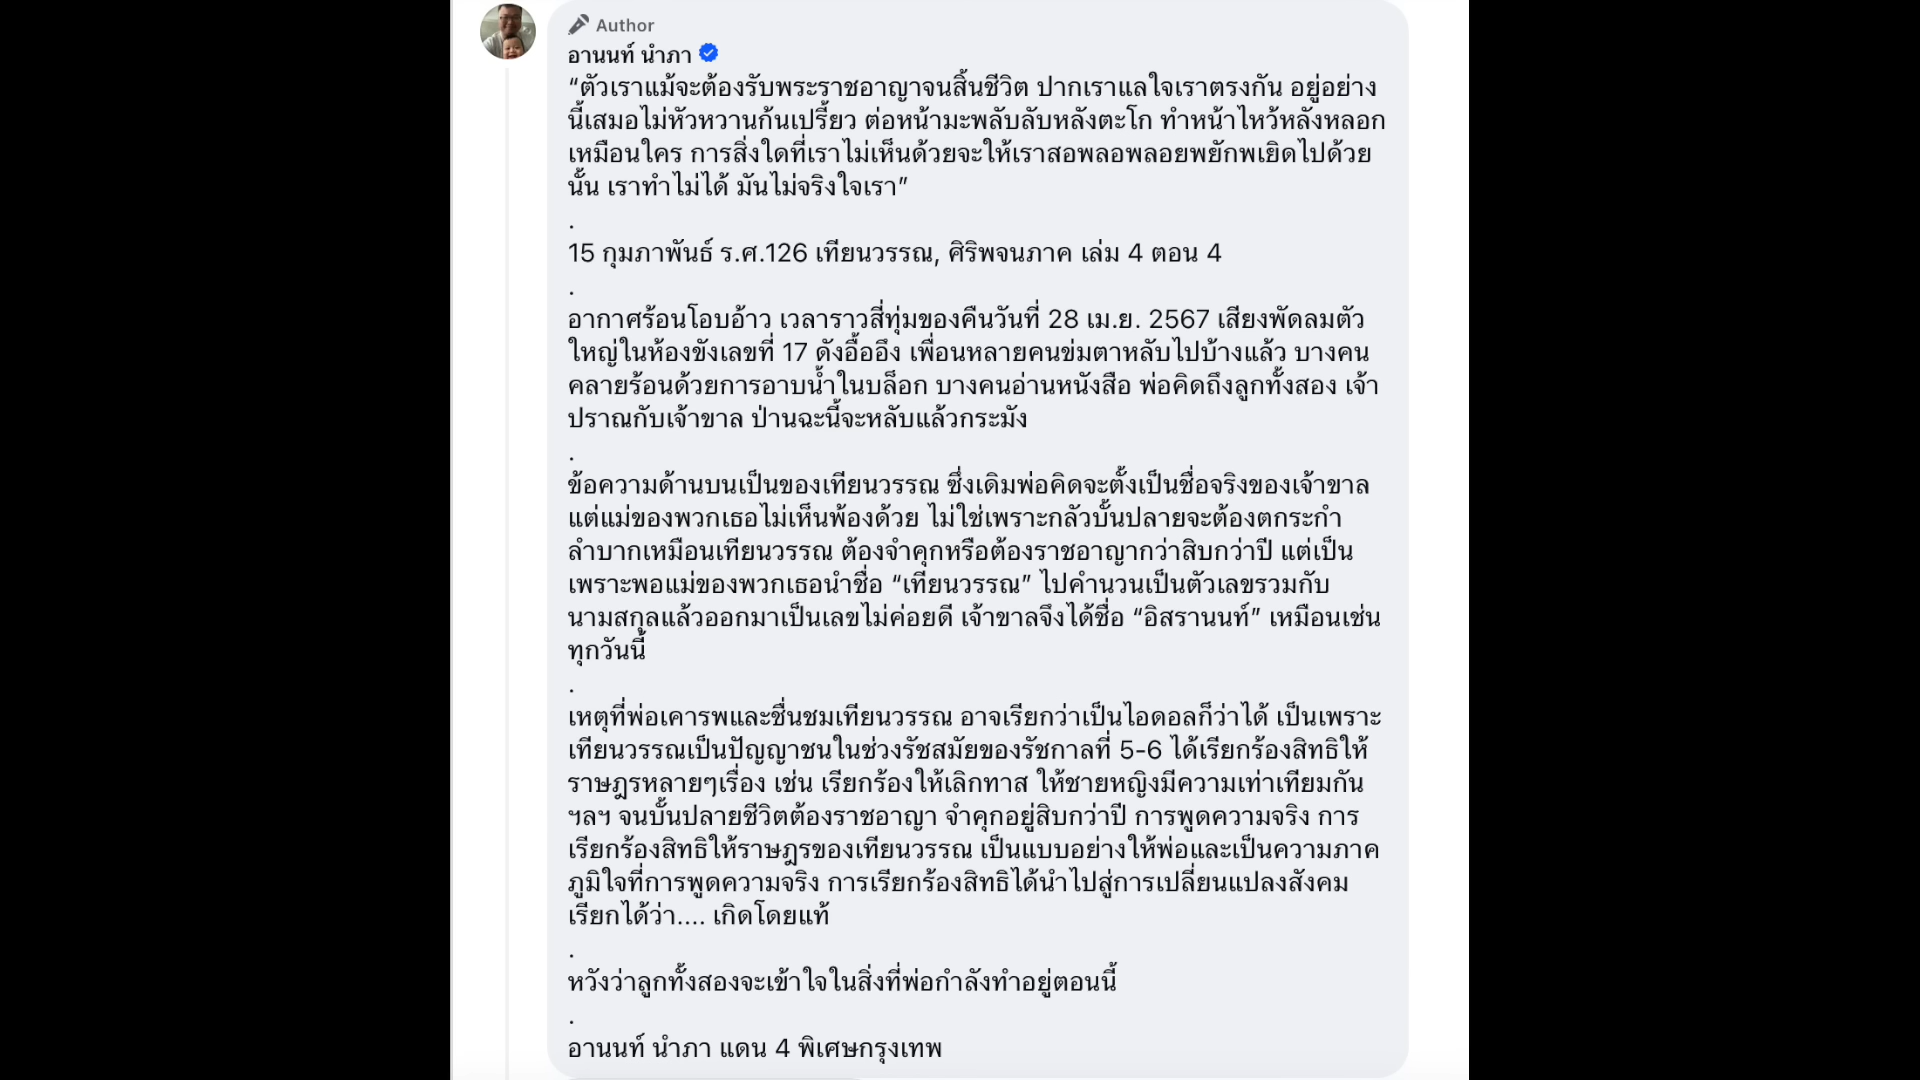 Author
อานนท์ นำภา
“ตัวเราแม้จะต้องรับพระราชอาญาจนสิ้นชีวิต ปากเราแลใจเราตรงกัน อยู่อย่าง
นี้เสมอไม่หัวหวานก้นเปรี้ยว ต่อหน้ามะพลับลับหลังตะโก ทำหน้าไหว้หลังหลอก
เหมือนใคร การสิ่งใดที่เราไม่เห็นด้วยจะให้เราสอพลอพลอยพยักพเยิดไปด้วย
นั้น เราทำไม่ได้ มันไม่จริงใจเรา”
.
15 กุมภาพันธ์ ร.ศ.126 เทียนวรรณ, ศิริพจนภาค เล่ม 4 ตอน 4
.
อากาศร้อนโอบอ้าว เวลาราวสี่ทุ่มของคืนวันที่ 28 เม.ย. 2567 เสียงพัดลมตัว
ใหญ่ในห้องขังเลขที่ 17 ดังอื้ออึง เพื่อนหลายคนข่มตาหลับไปบ้างแล้ว บางคน
คลายร้อนด้วยการอาบน้ำในบล็อก บางคนอ่านหนังสือ พ่อคิดถึงลูกทั้งสอง เจ้า
ปราณกับเจ้าขาล ป่านฉะนี้จะหลับแล้วกระมัง
.
ข้อความด้านบนเป็นของเทียนวรรณ ซึ่งเดิมพ่อคิดจะตั้งเป็นชื่อจริงของเจ้าขาล
แต่แม่ของพวกเธอไม่เห็นพ้องด้วย ไม่ใช่เพราะกลัวบั้นปลายจะต้องตกระกำ
ลำบากเหมือนเทียนวรรณ ต้องจำคุกหรือต้องราชอาญากว่าสิบกว่าปี แต่เป็น
เพราะพอแม่ของพวกเธอนำชื่อ “เทียนวรรณ” ไปคำนวนเป็นตัวเลขรวมกับ
นามสกุลแล้วออกมาเป็นเลขไม่ค่อยดี เจ้าขาลจึงได้ชื่อ “อิสรานนท์” เหมือนเช่น
ทุกวันนี้
.
เหตุที่พ่อเคารพและชื่นชมเทียนวรรณ อาจเรียกว่าเป็นไอดอลก็ว่าได้ เป็นเพราะ
เทียนวรรณเป็นปัญญาชนในช่วงรัชสมัยของรัชกาลที่ 5-6 ได้เรียกร้องสิทธิให้
ราษฎรหลายๆเรื่อง เช่น เรียกร้องให้เลิกทาส ให้ชายหญิงมีความเท่าเทียมกัน
ฯลฯ จนบั้นปลายชีวิตต้องราชอาญา จำคุกอยู่สิบกว่าปี การพูดความจริง การ
เรียกร้องสิทธิให้ราษฎรของเทียนวรรณ เป็นแบบอย่างให้พ่อและเป็นความภาค
ภูมิใจที่การพูดความจริง การเรียกร้องสิทธิได้นำไปสู่การเปลี่ยนแปลงสังคม
เรียกได้ว่า.... เกิดโดยแท้
.
หวังว่าลูกทั้งสองจะเข้าใจในสิ่งที่พ่อกำลังทำอยู่ตอนนี้
.
อานนท์ นำภา แดน 4 พิเศษกรุงเทพ